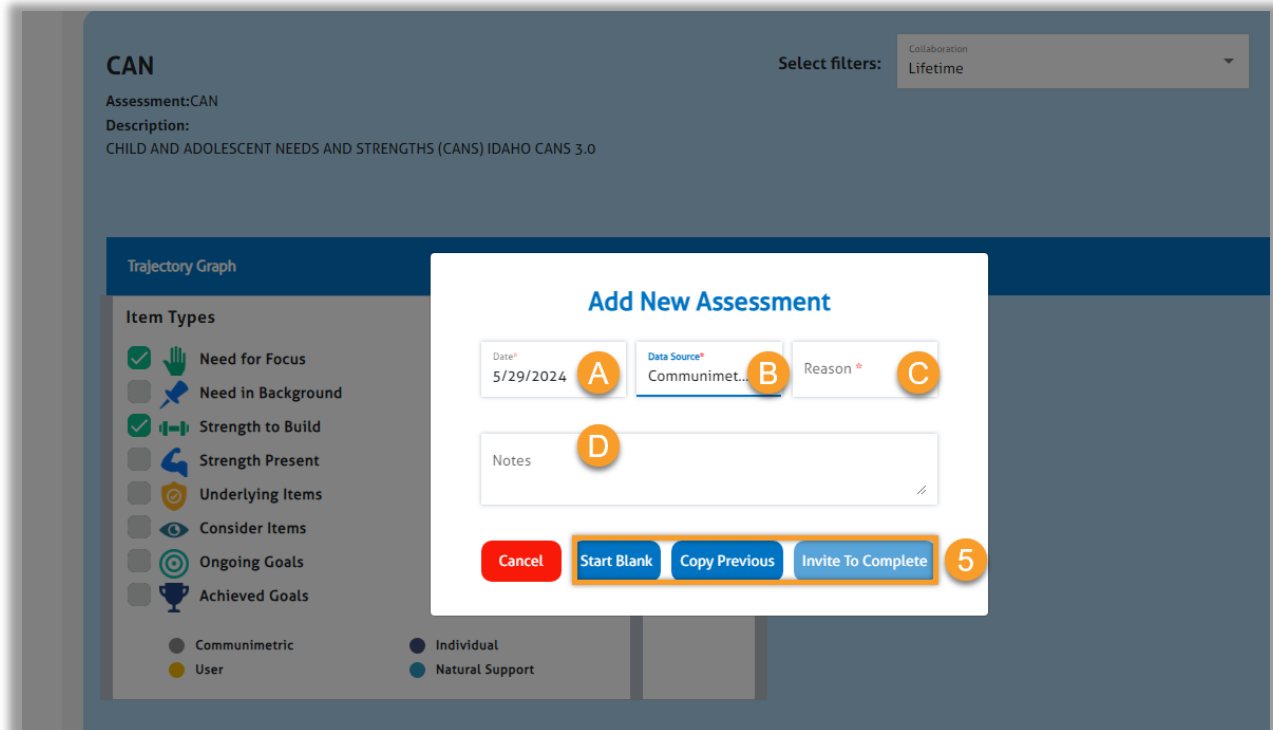 CAN
Select filters:
Collaboration
Lifetime
Assessment:CAN
Description:
CHILD AND ADOLESCENT NEEDS AND STRENGTHS (CANS) IDAHO CANS 3.0
Trajectory Graph
Item Types
Need for Focus
Need in Background
Strength to Build
Strength Present
Underlying Items
Consider Items
Ongoing Goals
Achieved Goals
Communimetric
Individual
User
Natural Support
Add New Assessment
Date*
5/29/2024
A
Data Source*
Communimet...
B
Reason *
C
Notes
D
Cancel
Start Blank
Copy Previous
Invite To Complete
5